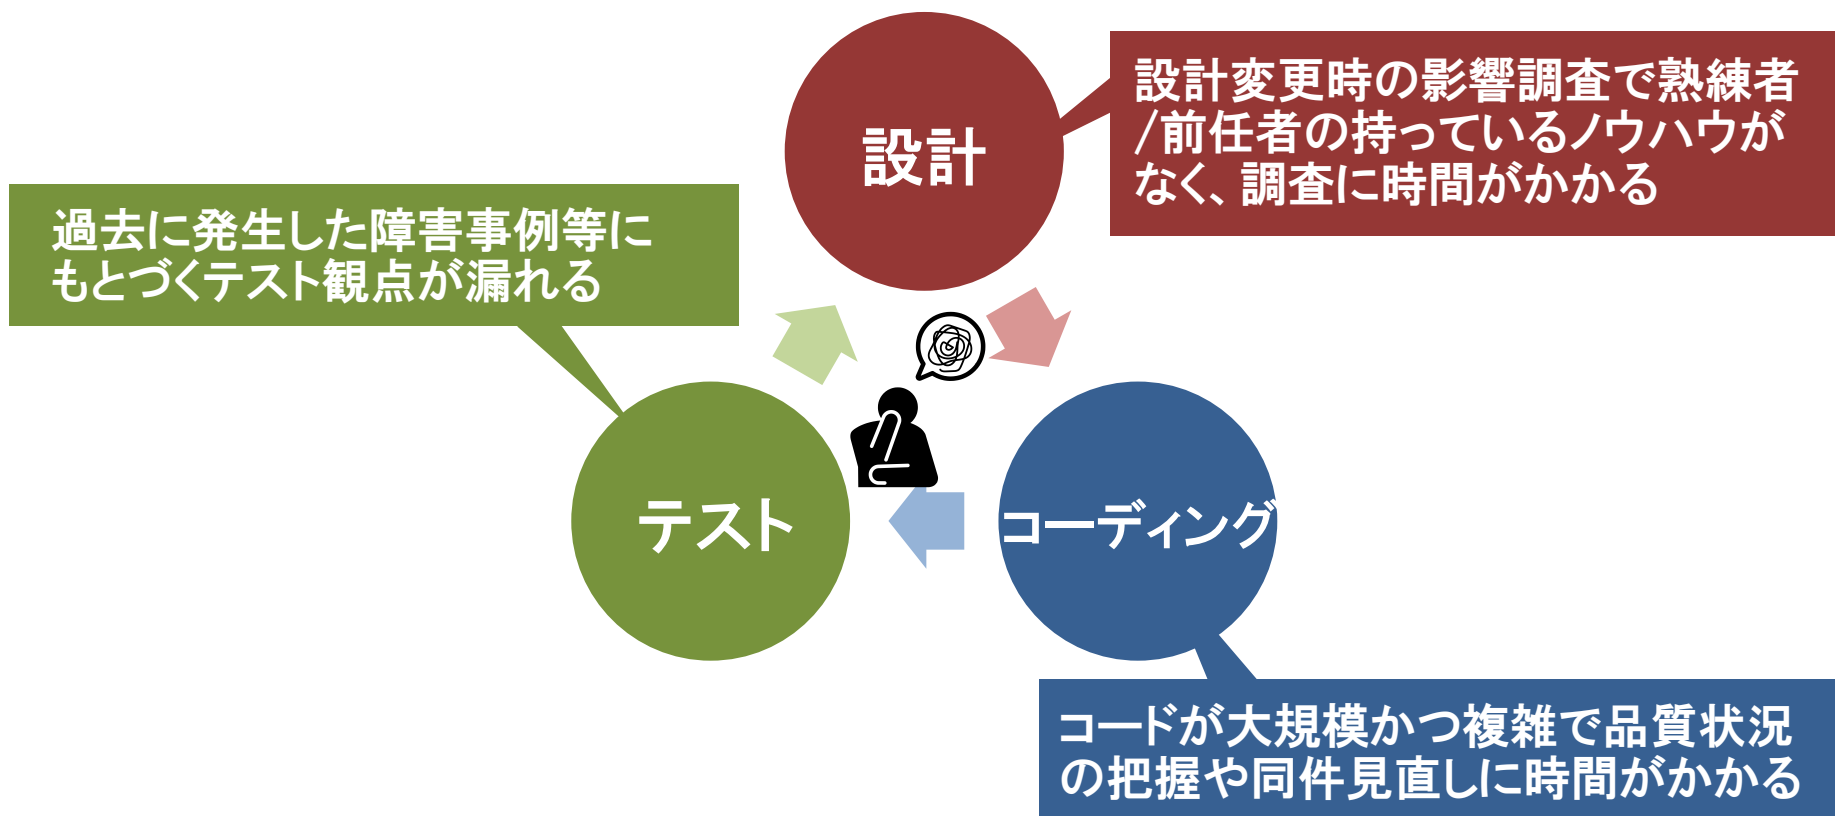 設計
設計変更時の影響調査で熟練者
/前任者の持っているノウハウが
なく、調査に時間がかかる
過去に発生した障害事例等に
もとづくテスト観点が漏れる
テスト
コーディング
コードが大規模かつ複雑で品質状況
の把握や同件見直しに時間がかかる